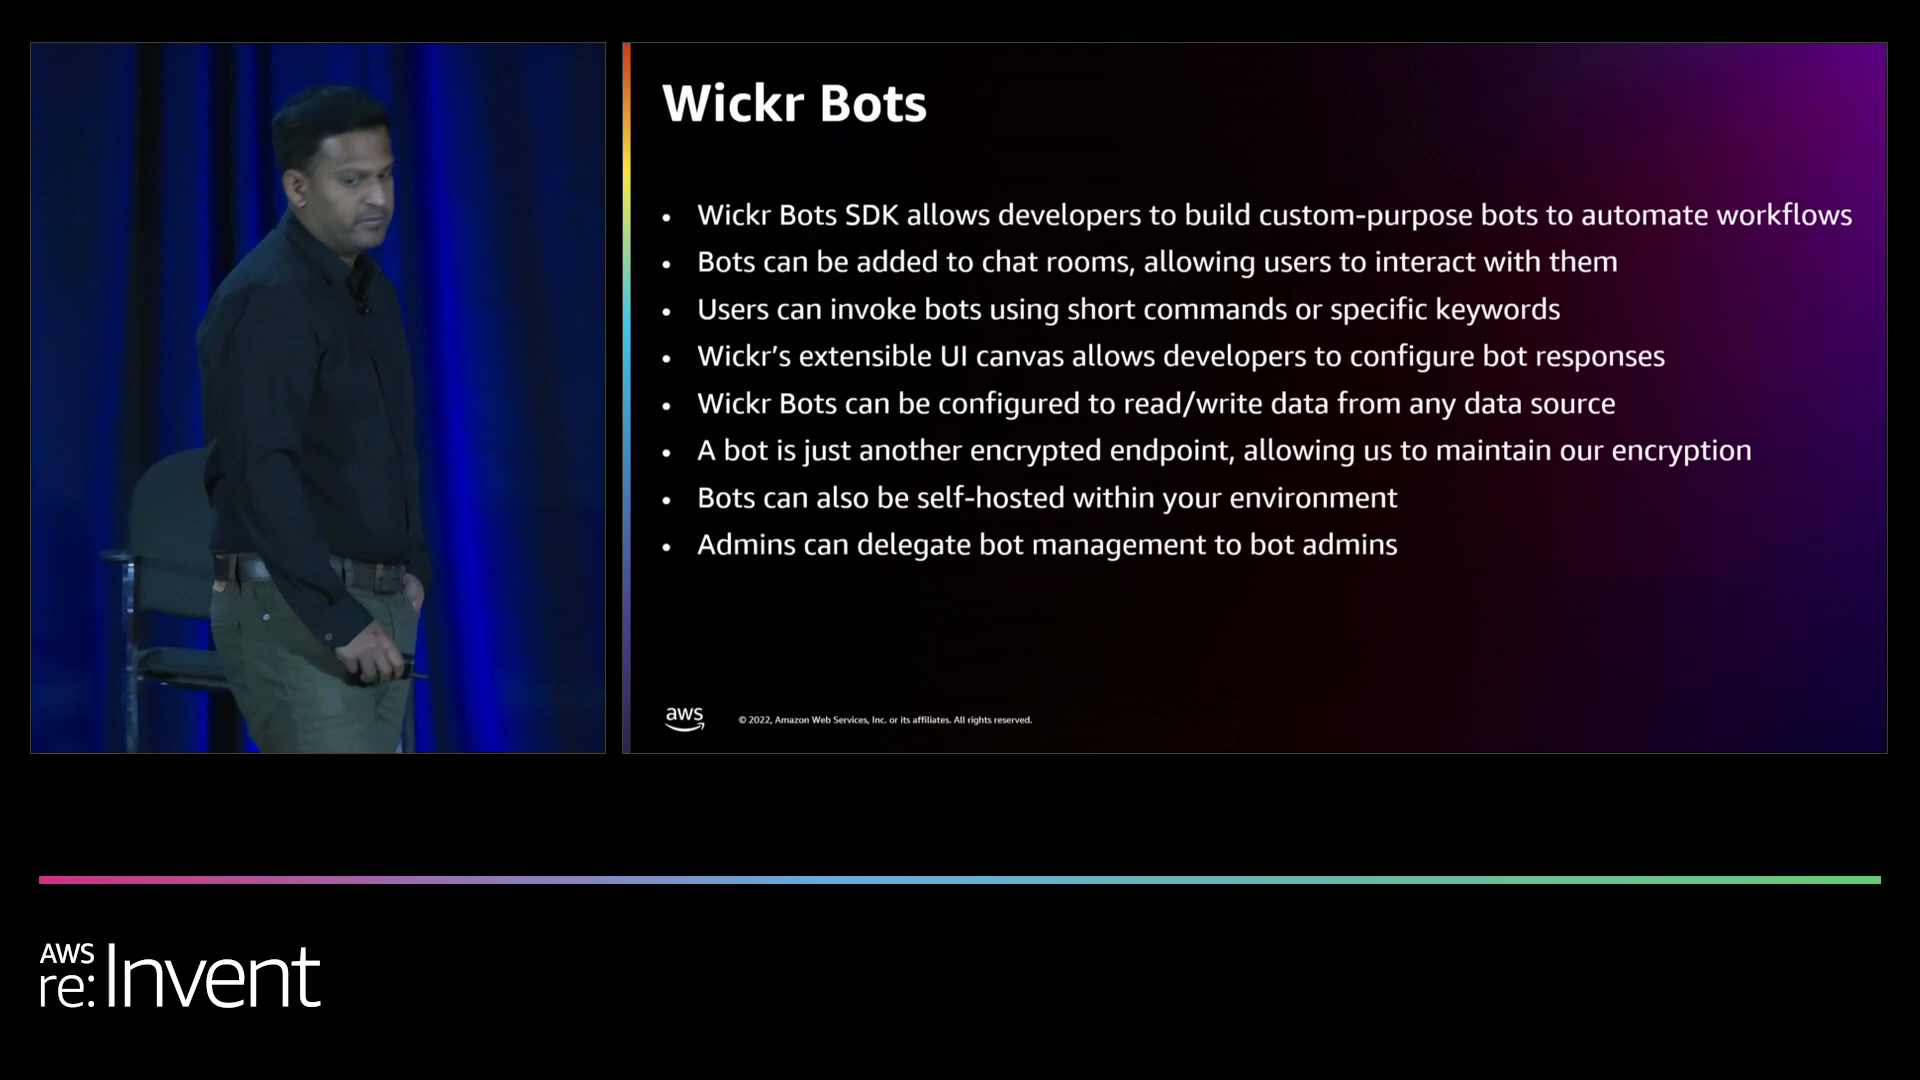 Wickr Bots
• Wickr Bots SDK allows developers to build custom-purpose bots to automate workflows
• Bots can be added to chat rooms, allowing users to interact with them
• Users can invoke bots using short commands or specific keywords
• Wickr’s extensible UI canvas allows developers to configure bot responses
• Wickr Bots can be configured to read/write data from any data source
• A bot is just another encrypted endpoint, allowing us to maintain our encryption
• Bots can also be self-hosted within your environment
• Admins can delegate bot management to bot admins
aws
© 2022, Amazon Web Services, Inc. or its affiliates. All rights reserved.
AWS
re:Invent